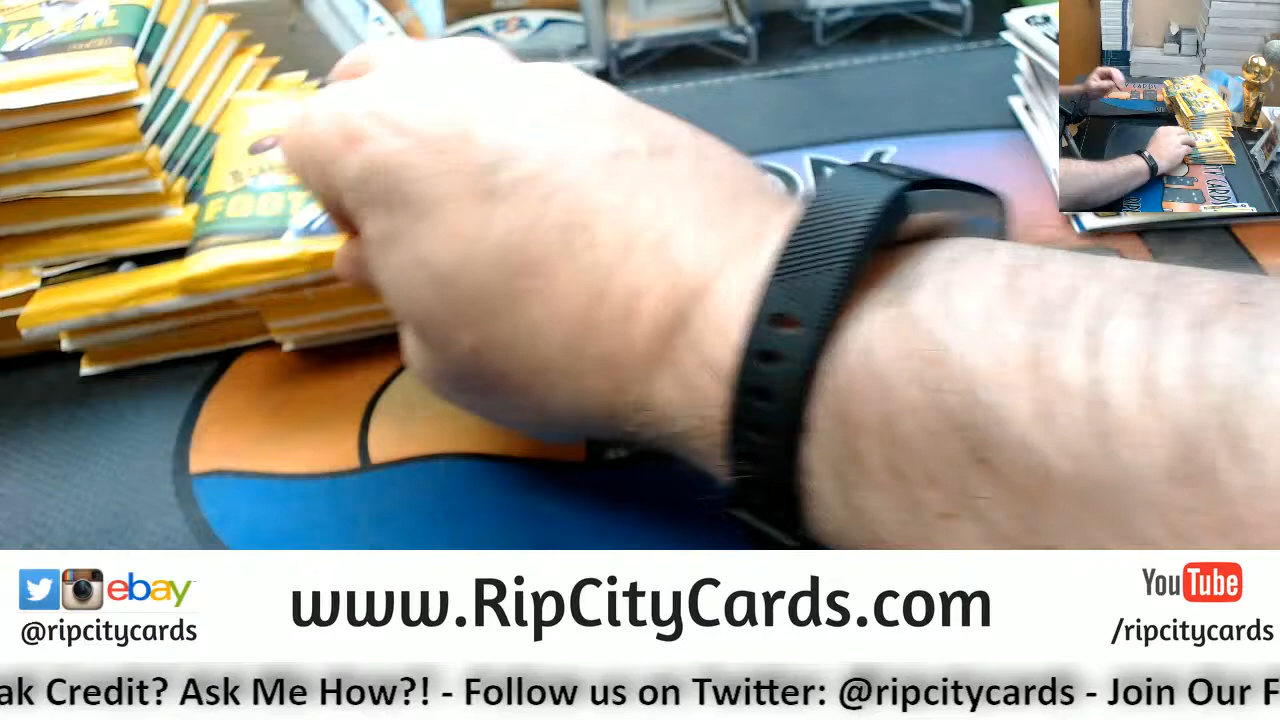 FOOT
ebay
@ripcitycards
www.RipCityCards.com
YouTube
/ripcitycards
ak Credit? Ask Me How?! - Follow us on Twitter: @ripcitycards - Join Our F